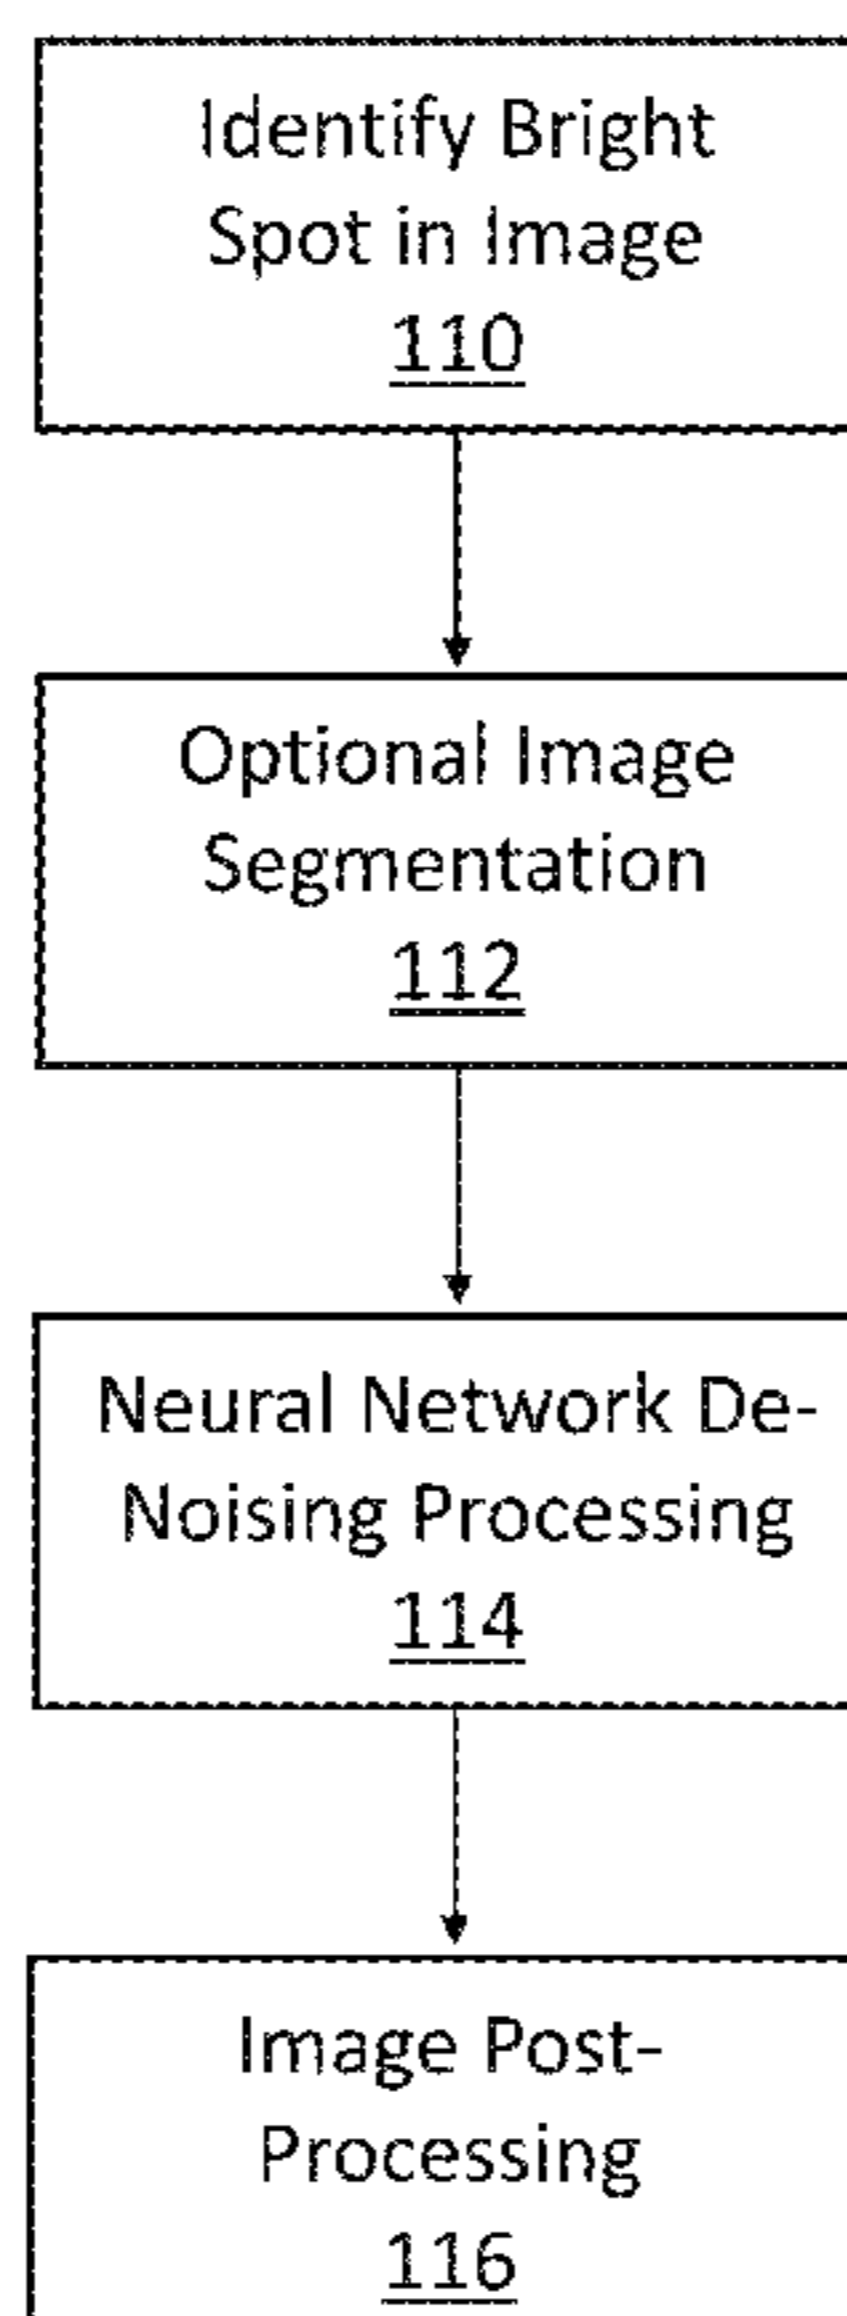 Identify Bright
Spot in Image
110
Optional Image
Segmentation
112
Neural Network De-
Noising Processing
114
Image Post-
Processing
116